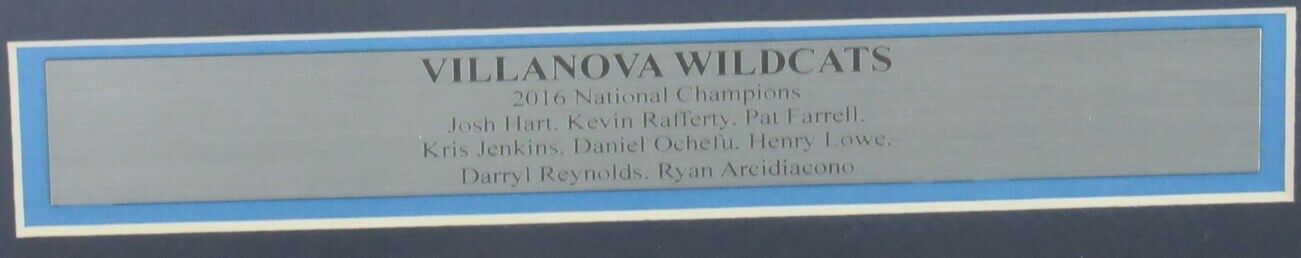 VILLANOVA WILDCATS
2016 National Champions
Josh Hart, Kevin Rafferty, Pat Farrell,
Kris Jenkins, Daniel Ochefu, Henry Lowe,
Darryl Reynolds, Ryan Arcidiacono